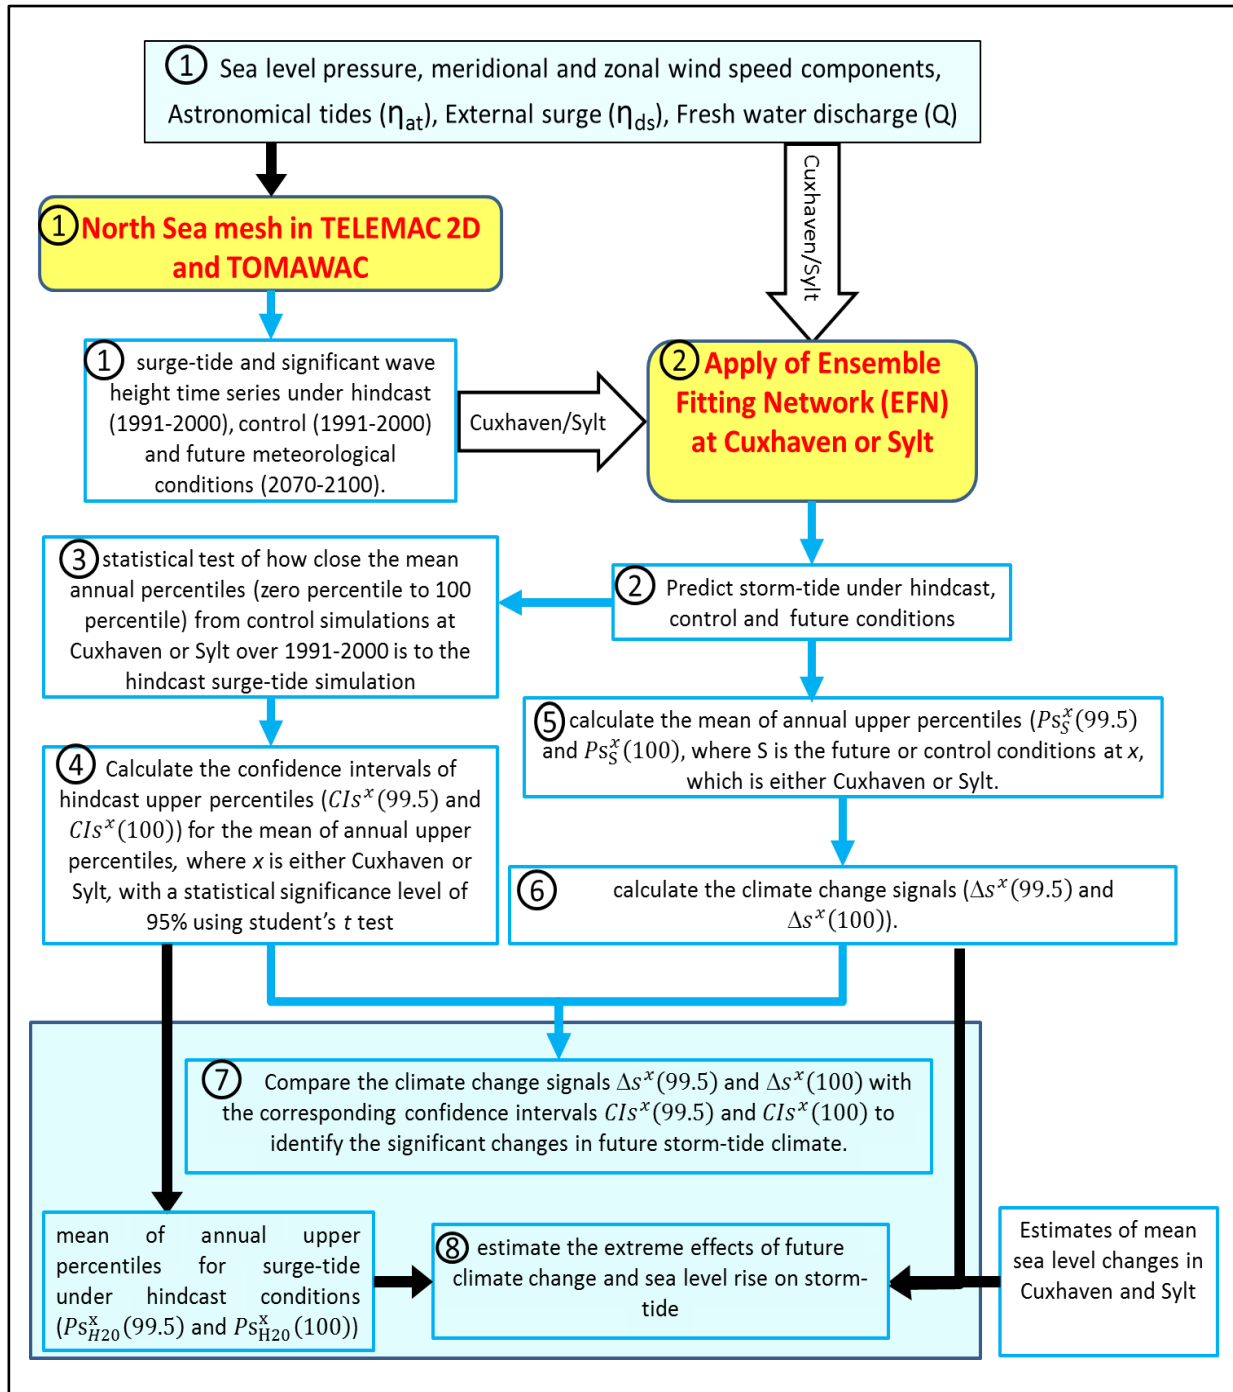 ① Sea level pressure, meridional and zonal wind speed components,
Astronomical tides (η_at), External surge (η_ds), Fresh water discharge (Q)
Cuxhaven/Sylt
① North Sea mesh in TELEMAC 2D
and TOMAWAC
① surge-tide and significant wave
height time series under hindcast
(1991-2000), control (1991-2000)
and future meteorological
conditions (2070-2100).
Cuxhaven/Sylt
② Apply of Ensemble
Fitting Network (EFN)
at Cuxhaven or Sylt
② Predict storm-tide under hindcast,
control and future conditions
③ statistical test of how close the mean
annual percentiles (zero percentile to 100
percentile) from control simulations at
Cuxhaven or Sylt over 1991-2000 is to the
hindcast surge-tide simulation
④ Calculate the confidence intervals of
hindcast upper percentiles (CIs^x(99.5) and
CIs^x(100)) for the mean of annual upper
percentiles, where x is either Cuxhaven or
Sylt, with a statistical significance level of
95% using student's t test
⑤ calculate the mean of annual upper percentiles (Ps_S^x(99.5)
and Ps_S^x(100), where S is the future or control conditions at x,
which is either Cuxhaven or Sylt.
⑥ calculate the climate change signals (Δs^x(99.5) and
Δs^x(100)).
⑦ Compare the climate change signals Δs^x(99.5) and Δs^x(100) with
the corresponding confidence intervals CIs^x(99.5) and CIs^x(100) to
identify the significant changes in future storm-tide climate.
mean of annual upper
percentiles for surge-tide
under hindcast conditions
(Ps_H20^x(99.5) and Ps_H20^x(100))
⑧ estimate the extreme effects of future
climate change and sea level rise on storm-
tide
Estimates of mean
sea level changes in
Cuxhaven and Sylt